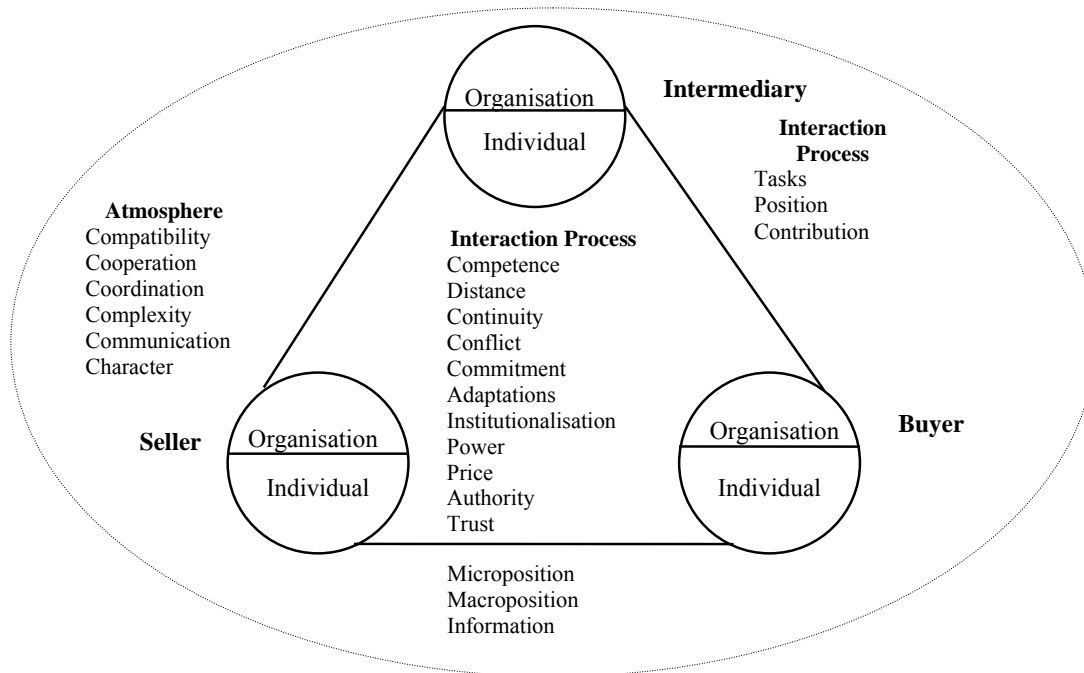 Organisation
Individual
Intermediary
Interaction
Process
Tasks
Position
Contribution
Atmosphere
Compatibility
Cooperation
Coordination
Complexity
Communication
Character
Interaction Process
Competence
Distance
Continuity
Conflict
Commitment
Adaptations
Institutionalisation
Power
Price
Authority
Trust
Seller
Organisation
Individual
Organisation
Individual
Buyer
Microposition
Macroposition
Information